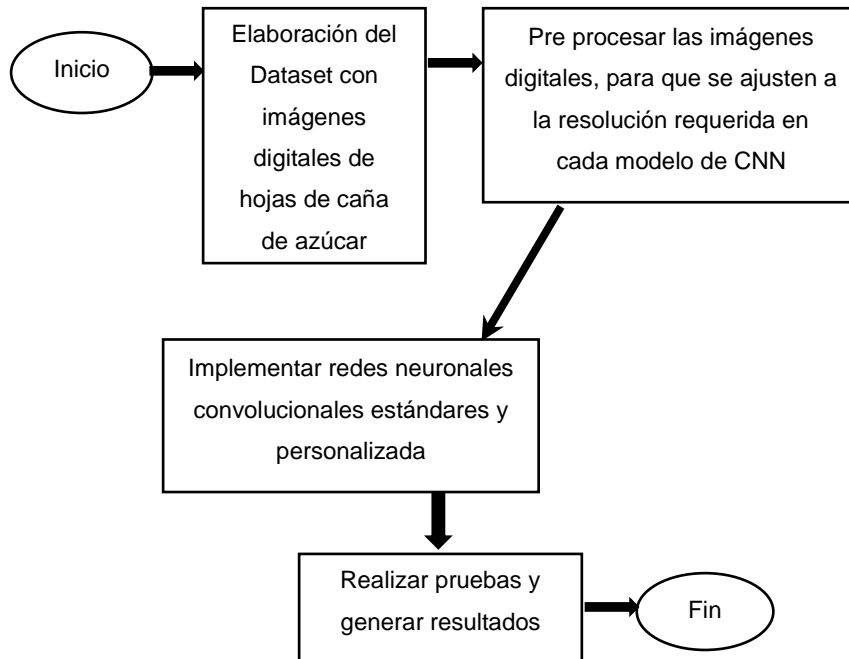 Inicio
Elaboración del
Dataset con
imágenes
digitales de
hojas de caña
de azúcar
Pre procesar las imágenes
digitales, para que se ajusten a
la resolución requerida en
cada modelo de CNN
Implementar redes neuronales
convolucionales estándares y
personalizada
Realizar pruebas y
generar resultados
Fin